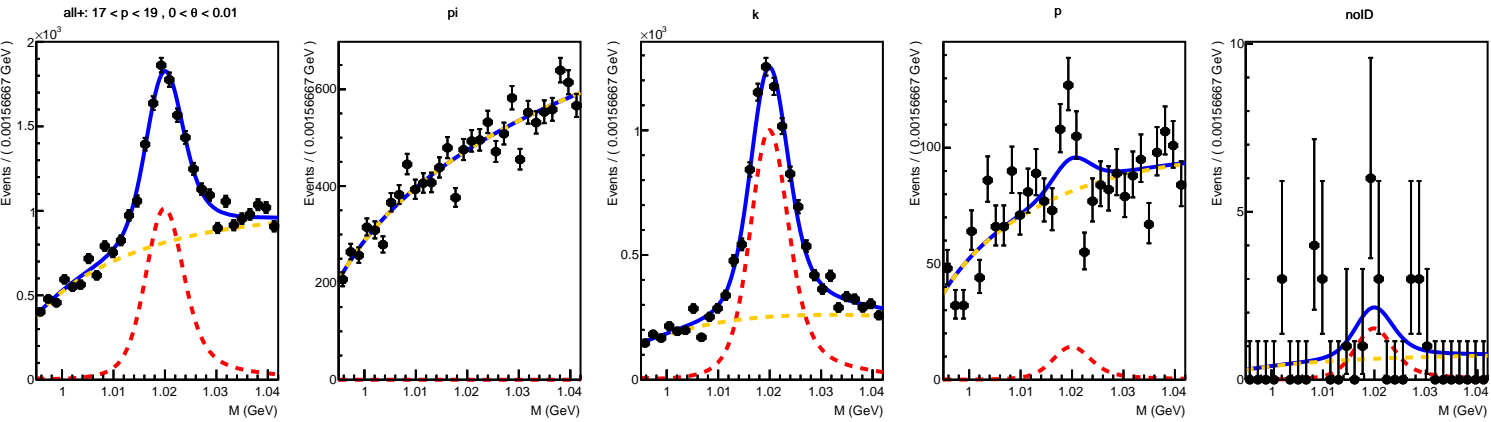 all+: 17 < p < 19 , 0 < θ < 0.01
×10³
Events / ( 0.00156667 GeV )
2
1.5
1
0.5
0
1 1.01 1.02 1.03 1.04
M (GeV)
pi
Events / ( 0.00156667 GeV )
600
400
200
0
1 1.01 1.02 1.03 1.04
M (GeV)
k
×10³
Events / ( 0.00156667 GeV )
1
0.5
0
1 1.01 1.02 1.03 1.04
M (GeV)
p
Events / ( 0.00156667 GeV )
100
50
0
1 1.01 1.02 1.03 1.04
M (GeV)
noID
Events / ( 0.00156667 GeV )
10
5
0
1 1.01 1.02 1.03 1.04
M (GeV)